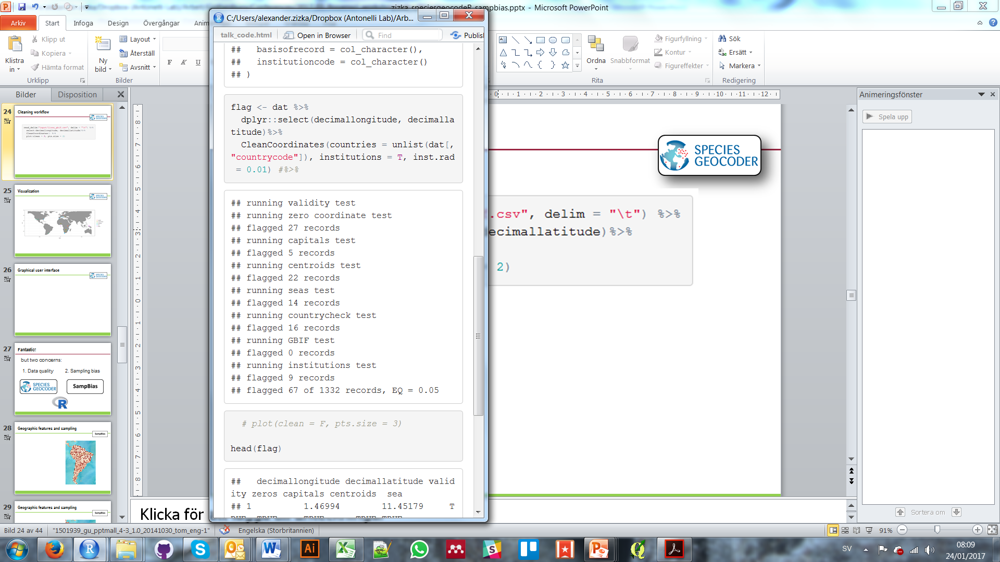 zizka_speciesgeocodeR_sampbias.pptx - Microsoft PowerPoint
Arkiv Start Infoga Design Övergångar
Klistra in
Klipp ut
Kopiera
Hämta format
Urklipp
Ny bild
Layout
Återställ
Avsnitt
Bilder
F K U
Ordna
Snabbformat
Figurfyllning
Kontur
Figureffekter
Rita
Sök
Ersätt
Markera
Redigering
Bilder Disposition
24 Cleaning workflow
25 Visualization
26 Graphical user interface
27 Fantastic!
but two concerns:
1. Data quality 2. Sampling bias
SPECIES GEOCODER SampBias
R
28 Geographic features and sampling
SampBias
29 Geographic features and sampling
SampBias
C:/Users/alexander.zizka/Dropbox (Antonelli Lab)/Arb...
talk_code.html Open in Browser Find Publish
##   basisofrecord = col_character(),
##   institutioncode = col_character()
## )
flag <- dat %>%
  dplyr::select(decimallongitude, decimalla
titude)%>%
  CleanCoordinates(countries = unlist(dat[,
"countrycode"]), institutions = T, inst.rad
 = 0.01) #%>%
## running validity test
## running zero coordinate test
## flagged 27 records
## running capitals test
## flagged 5 records
## running centroids test
## flagged 22 records
## running seas test
## flagged 14 records
## running countrycheck test
## flagged 16 records
## running GBIF test
## flagged 0 records
## running institutions test
## flagged 9 records
## flagged 67 of 1332 records, EQ = 0.05
# plot(clean = F, pts.size = 3)
head(flag)
##   decimallongitude decimallatitude valid
ity zeros capitals centroids  sea
## 1          1.46994        11.45179     T
SPECIES
GEOCODER
.csv", delim = "\t") %>%
ecimallatitude)%>%
2)
Animeringsfönster
Spela upp
Sortera om
Klicka för
Bild 24 av 44 "1501939_gu_pptmall_4-3_1.0_20141030_tom_eng-1" Engelska (Storbritannien) 91%
SV
08:09
24/01/2017